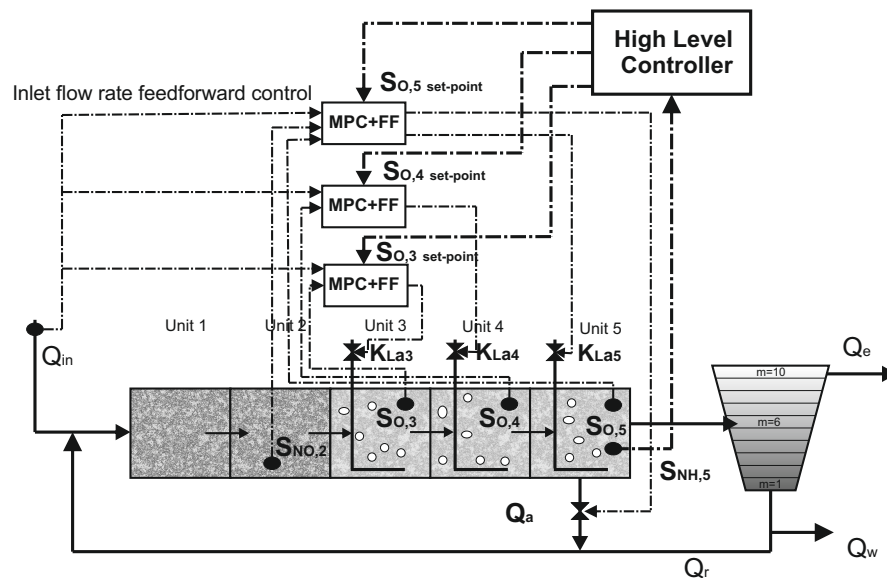 High Level
Controller
Inlet flow rate feedforward control
SO,5 set-point
MPC+FF
SO,4 set-point
MPC+FF
SO,3 set-point
MPC+FF
Unit 1
Unit 2
Unit 3
Unit 4
Unit 5
Qin
KLa3
KLa4
KLa5
Qe
m=10
SNO,2
SO,3
SO,4
SO,5
m=6
SNH,5
m=1
Qa
Qr
Qw